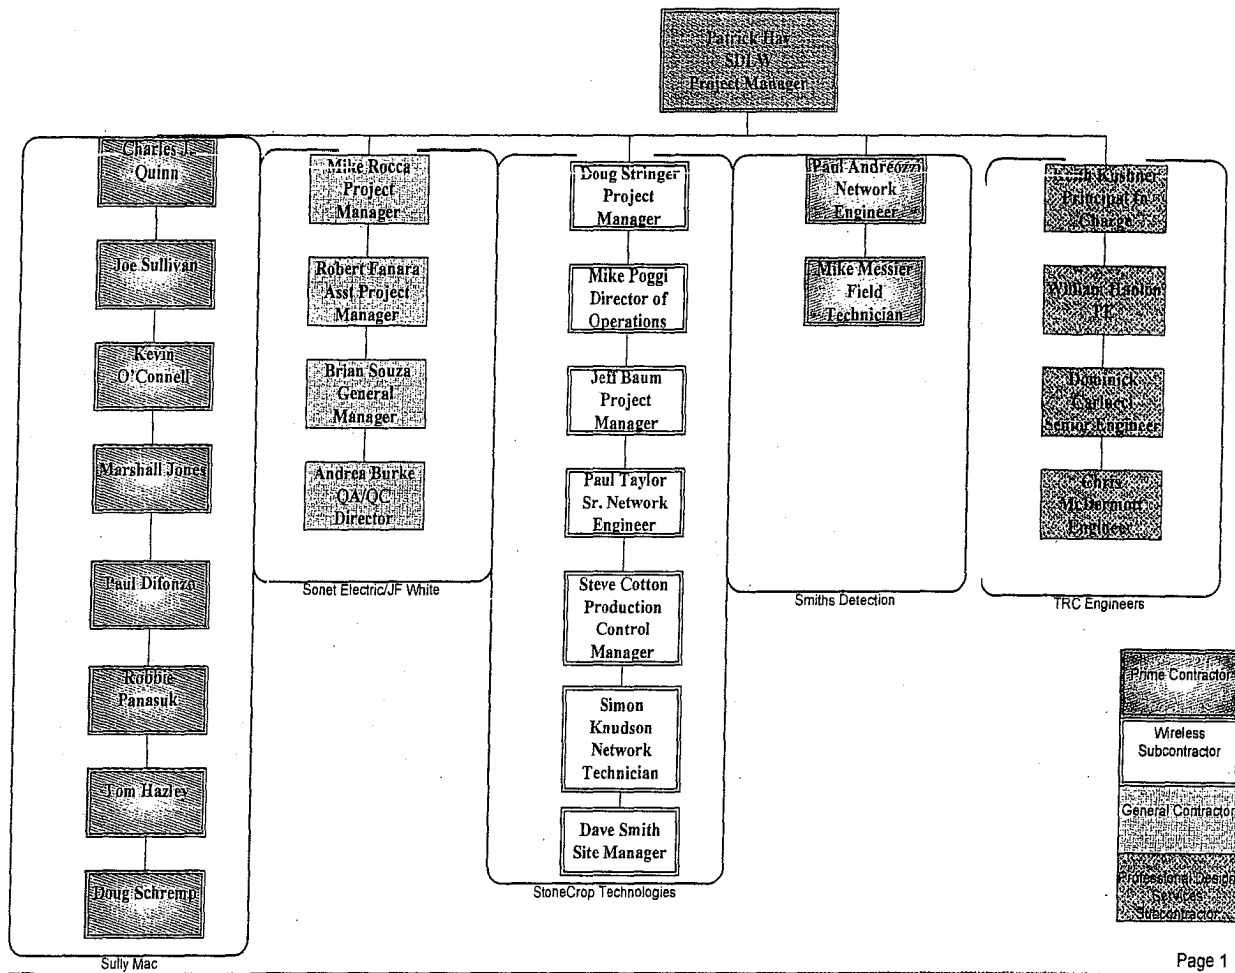 Patrick Hay
SDLW
Project Manager
Charles J.
Quinn
Joe Sullivan
Kevin
O'Connell
Marshall Jones
Paul Difonzo
Robbie
Panasuk
Tom Hazley
Doug Schremp
Sully Mac
Mike Rocca
Project
Manager
Robert Fanara
Asst Project
Manager
Brian Souza
General
Manager
Andrea Burke
QA/QC
Director
Sonet Electric/JF White
Doug Stringer
Project
Manager
Mike Poggi
Director of
Operations
Jeff Baum
Project
Manager
Paul Taylor
Sr. Network
Engineer
Steve Cotton
Production
Control
Manager
Simon
Knudson
Network
Technician
Dave Smith
Site Manager
StoneCrop Technologies
Paul Andreozzi
Network
Engineer
Mike Messier
Field
Technician
Smiths Detection
Kushner
Principal In
Charge
William Hanlon
PE
Dominick
Carlucci
Senior Engineer
Chris
McDermott
Engineer
TRC Engineers
Prime Contractor
Wireless
Subcontractor
General Contractor
Professional Design
Services
Subcontractor
Page 1